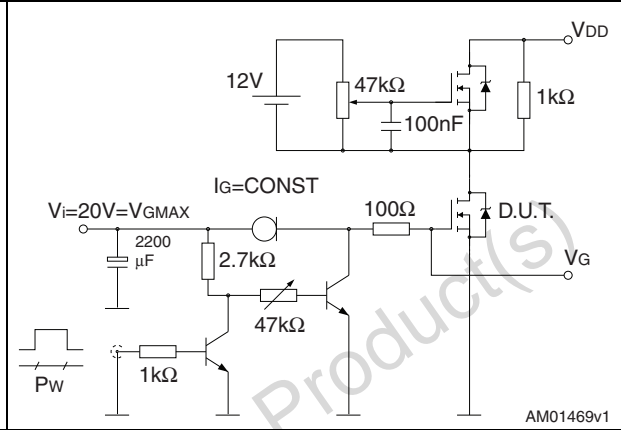 VDD
12V
47kΩ
1kΩ
100nF
IG=CONST
Vi=20V=VGMAX
100Ω
D.U.T.
2200
μF
2.7kΩ
VG
47kΩ
1kΩ
PW
Product(s)
AM01469v1